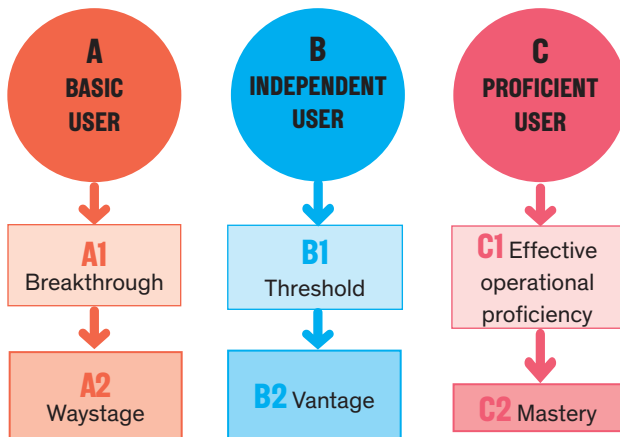 A
BASIC
USER
A1
Breakthrough
A2
Waystage
B
INDEPENDENT
USER
B1
Threshold
B2 Vantage
C
PROFICIENT
USER
C1 Effective
operational
proficiency
C2 Mastery